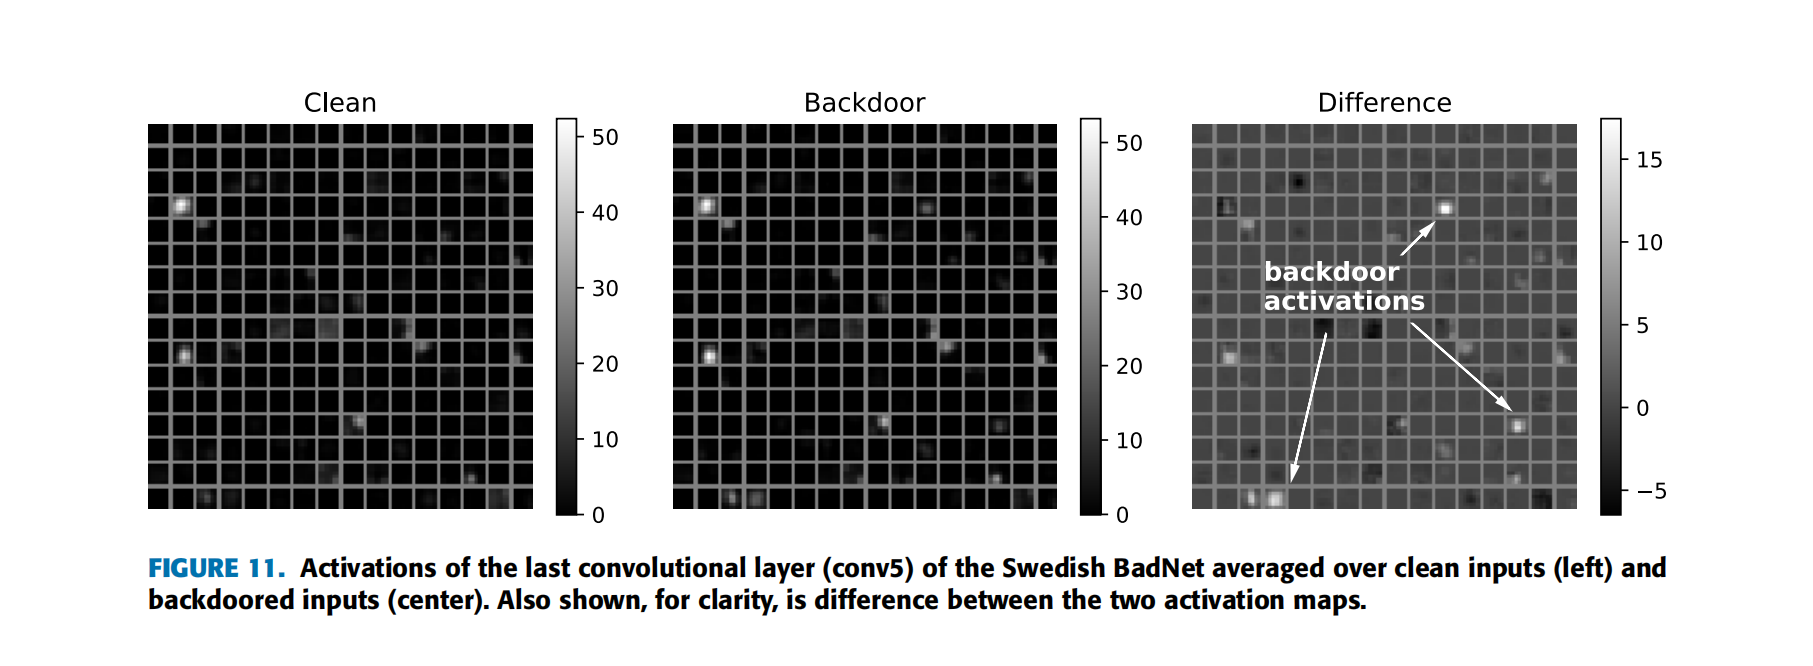 Clean
50
40
30
20
10
0
Backdoor
50
40
30
20
10
0
Difference
backdoor
activations
15
10
5
0
−5
FIGURE 11. Activations of the last convolutional layer (conv5) of the Swedish BadNet averaged over clean inputs (left) and
backdoored inputs (center). Also shown, for clarity, is difference between the two activation maps.